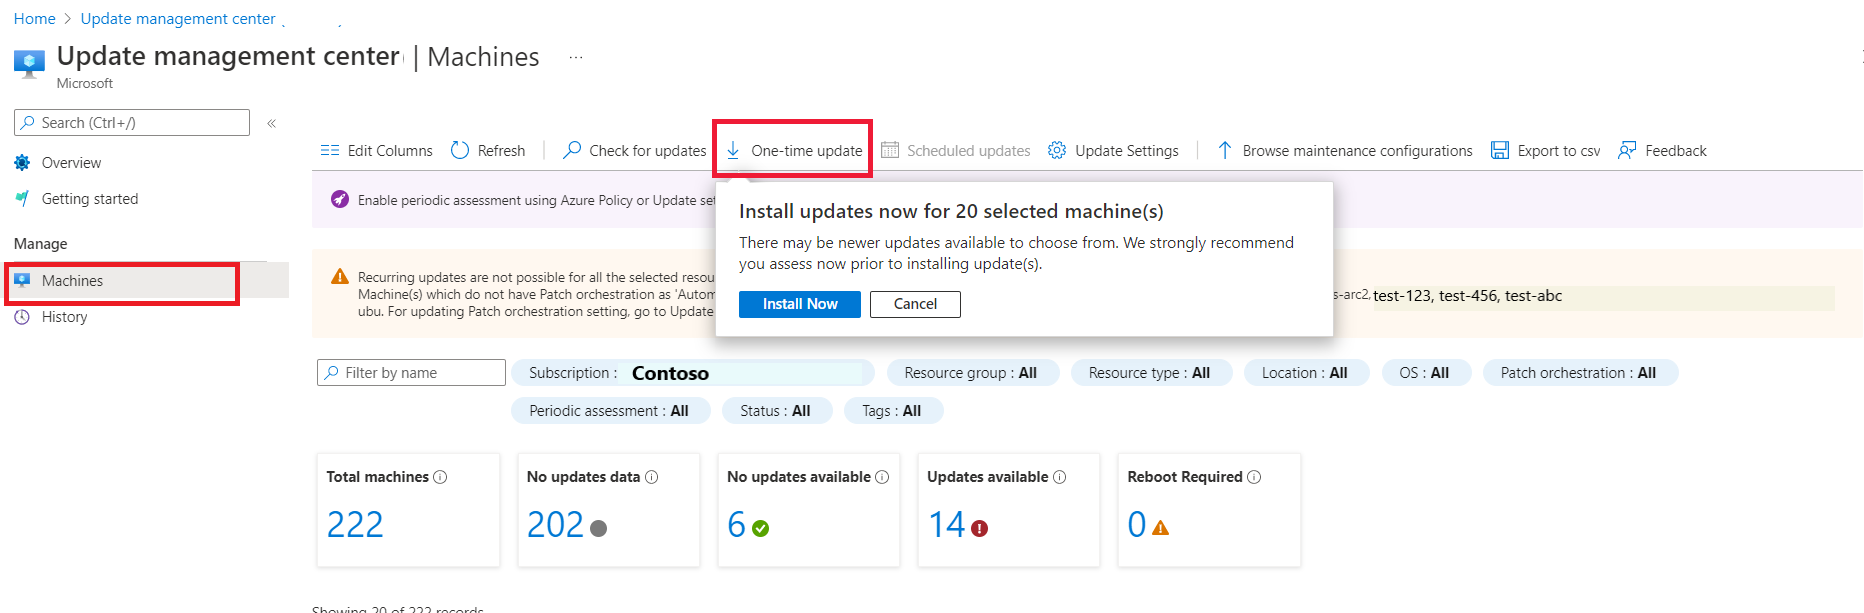 Home > Update management center
Update management center | Machines ...
Microsoft
Search (Ctrl+/) «
Overview
Getting started
Manage
Machines
History
Edit Columns Refresh Check for updates One-time update Scheduled updates Update Settings Browse maintenance configurations Export to csv Feedback
Enable periodic assessment using Azure Policy or Update
Install updates now for 20 selected machine(s)
There may be newer updates available to choose from. We strongly recommend
you assess now prior to installing update(s).
Install Now Cancel
Recurring updates are not possible for all the selected
Machine(s) which do not have Patch orchestration as
s-arc2, test-123, test-456, test-abc
ubu. For updating Patch orchestration setting, go to Update
Filter by name Subscription : Contoso Resource group : All Resource type : All Location : All OS : All Patch orchestration : All
Periodic assessment : All Status : All Tags : All
Total machines No updates data No updates available Updates available Reboot Required
222 202 6 14 0
Showing 20 of 222 records